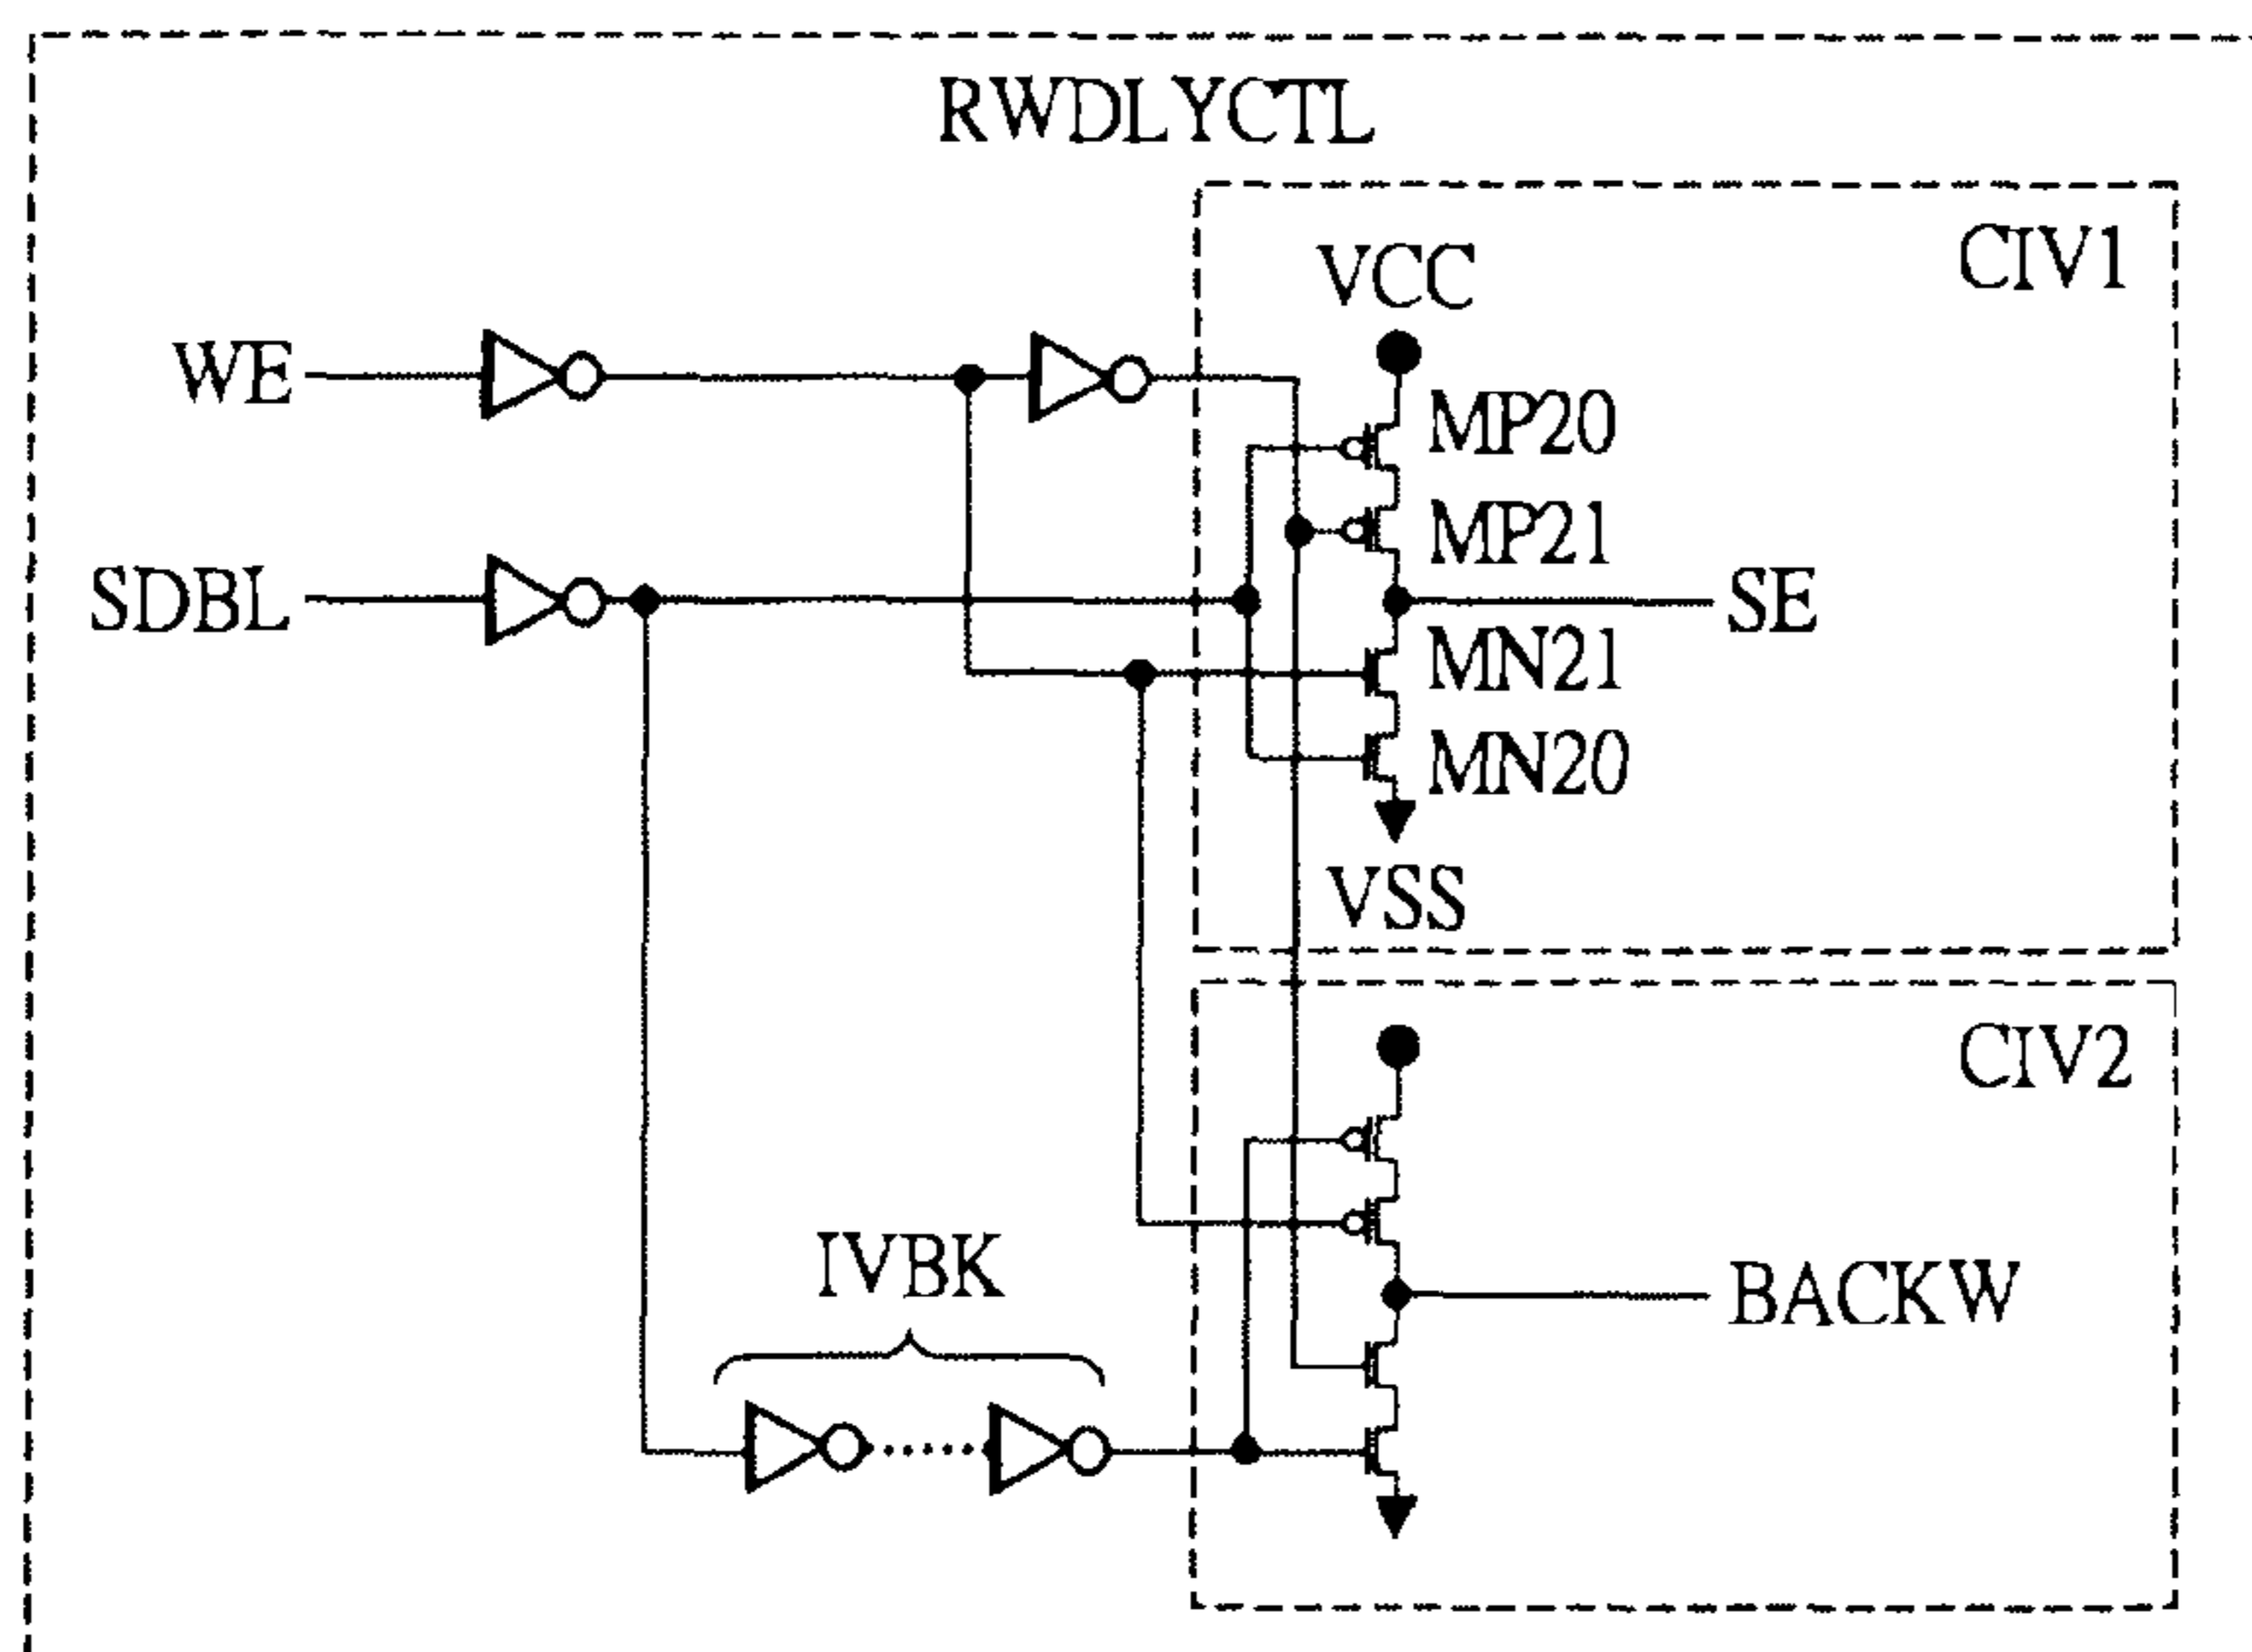 RWDLYCTL
CIV1
VCC
WE
MP20
MP21
SDBL
SE
MN21
MN20
VSS
CIV2
IVBK
BACKW